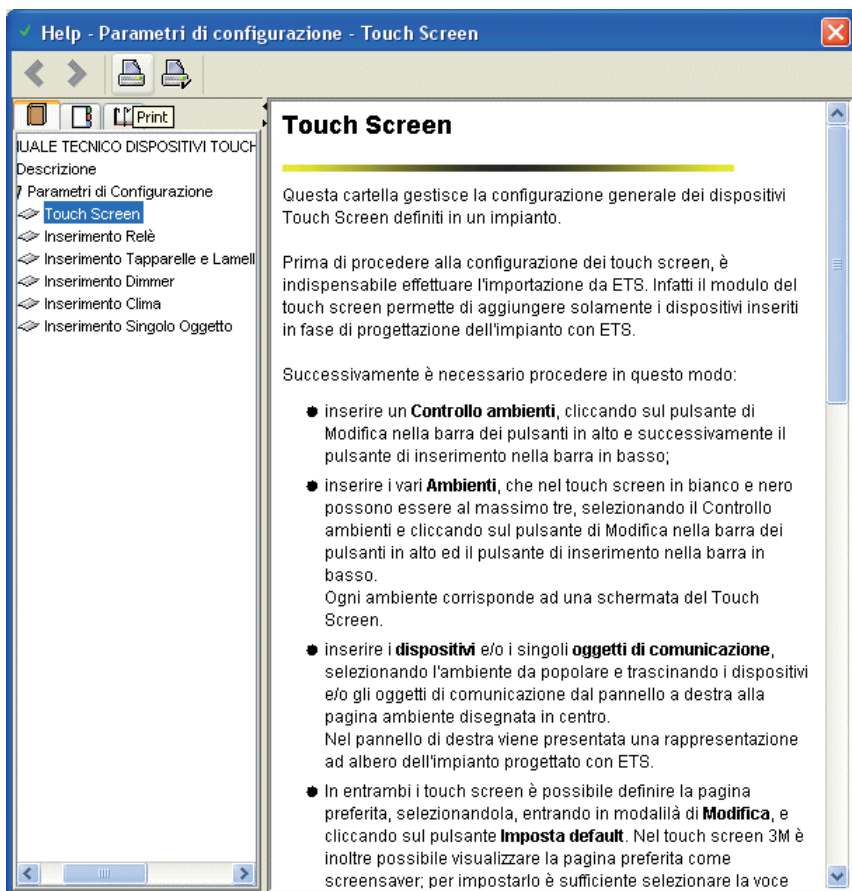 Help - Parametri di configurazione - Touch Screen
Print
UALE TECNICO DISPOSITIVI TOUCH
Descrizione
Parametri di Configurazione
Touch Screen
Inserimento Relè
Inserimento Tapparelle e Lamell
Inserimento Dimmer
Inserimento Clima
Inserimento Singolo Oggetto
Touch Screen
Questa cartella gestisce la configurazione generale dei dispositivi
Touch Screen definiti in un impianto.
Prima di procedere alla configurazione dei touch screen, è
indispensabile effettuare l'importazione da ETS. Infatti il modulo del
touch screen permette di aggiungere solamente i dispositivi inseriti
in fase di progettazione dell'impianto con ETS.
Successivamente è necessario procedere in questo modo:
inserire un Controllo ambienti, cliccando sul pulsante di
Modifica nella barra dei pulsanti in alto e successivamente il
pulsante di inserimento nella barra in basso;
inserire i vari Ambienti, che nel touch screen in bianco e nero
possono essere al massimo tre, selezionando il Controllo
ambienti e cliccando sul pulsante di Modifica nella barra dei
pulsanti in alto ed il pulsante di inserimento nella barra in
basso.
Ogni ambiente corrisponde ad una schermata del Touch
Screen.
inserire i dispositivi e/o i singoli oggetti di comunicazione,
selezionando l'ambiente da popolare e trascinando i dispositivi
e/o gli oggetti di comunicazione dal pannello a destra alla
pagina ambiente disegnata in centro.
Nel pannello di destra viene presentata una rappresentazione
ad albero dell'impianto progettato con ETS.
In entrambi i touch screen è possibile definire la pagina
preferita, selezionandola, entrando in modalilà di Modifica, e
cliccando sul pulsante Imposta default. Nel touch screen 3M è
inoltre possibile visualizzare la pagina preferita come
screensaver; per impostarlo è sufficiente selezionare la voce